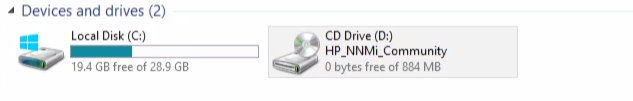 Devices and drives (2)
Local Disk (C:)
19.4 GB free of 28.9 GB
CD Drive (D:)
HP_NNMi_Community
0 bytes free of 884 MB